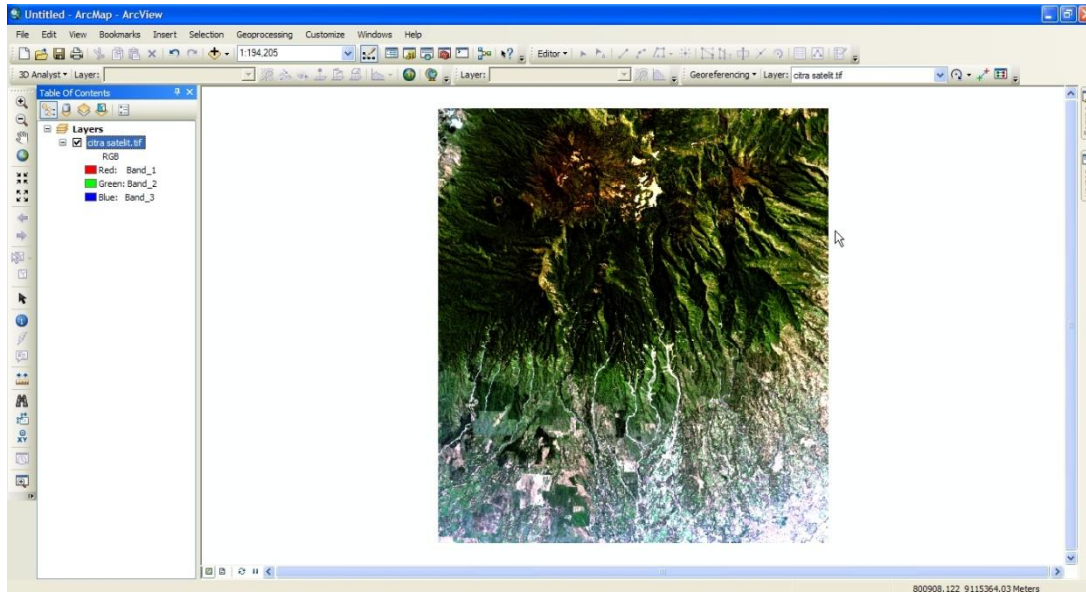 Untitled - ArcMap - ArcView
File Edit View Bookmarks Insert Selection Geoprocessing Customize Windows Help
1:194,205 Editor
3D Analyst Layer: Layer: Georeferencing Layer: citra satelit.tif
Table Of Contents
Layers
citra satelit.tif
RGB
Red: Band_1
Green: Band_2
Blue: Band_3
800908.122 9115364.03 Meters